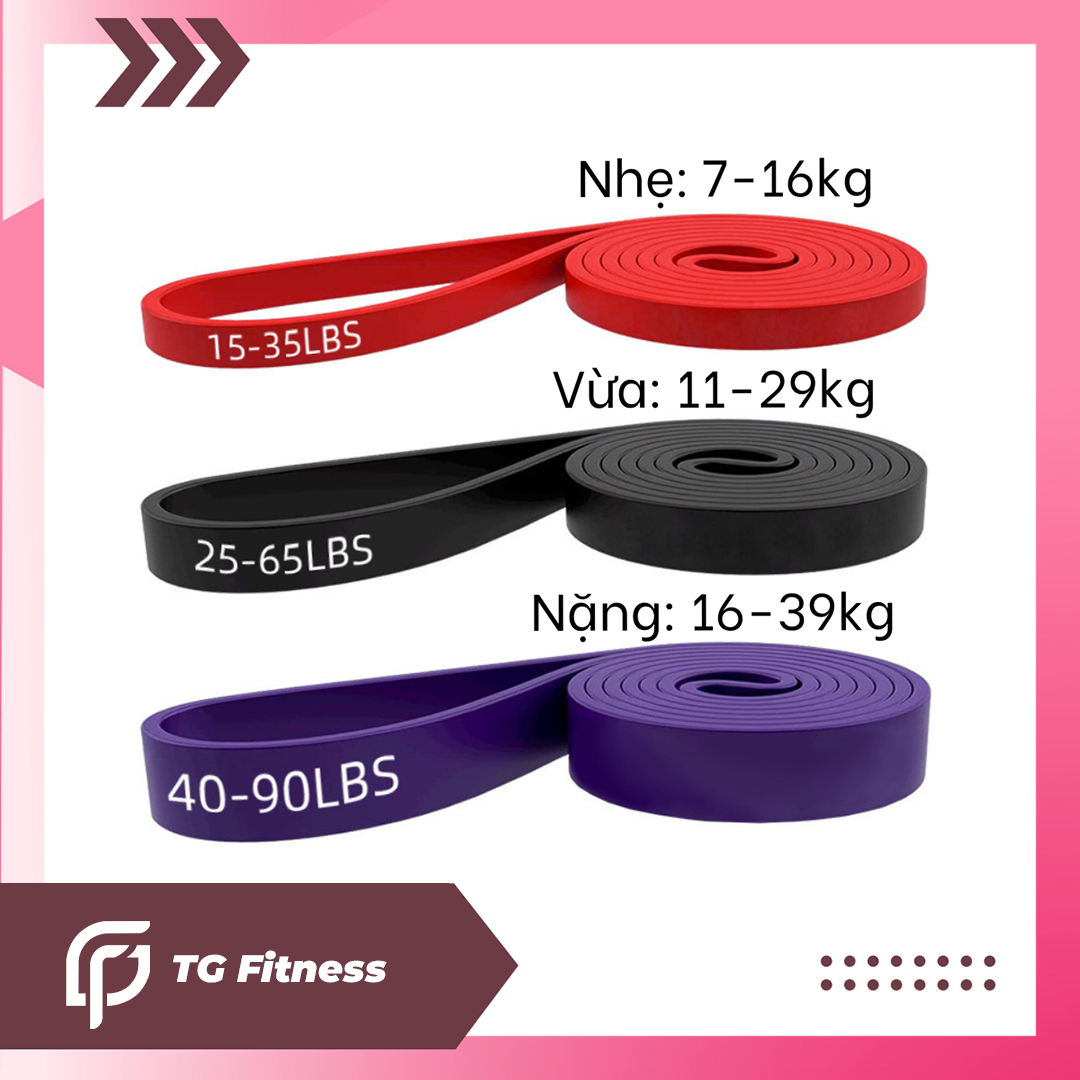 Nhẹ: 7-16kg
15-35LBS
Vừa: 11-29kg
25-65LBS
Nặng: 16-39kg
40-90LBS
TG Fitness